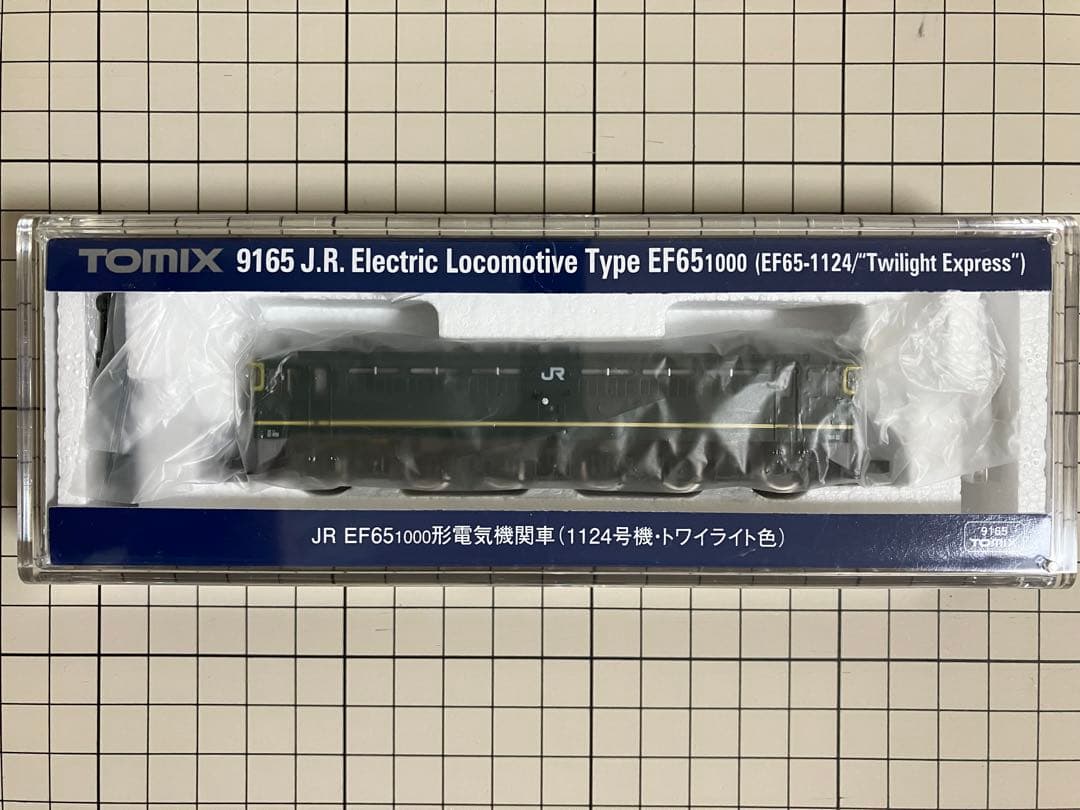 TOMIX 9165 J.R. Electric Locomotive Type EF651000 (EF65-1124/“Twilight Express”)
JR
JR EF651000形電気機関車(1124号機・トワイライト色)
9165
TOMIX